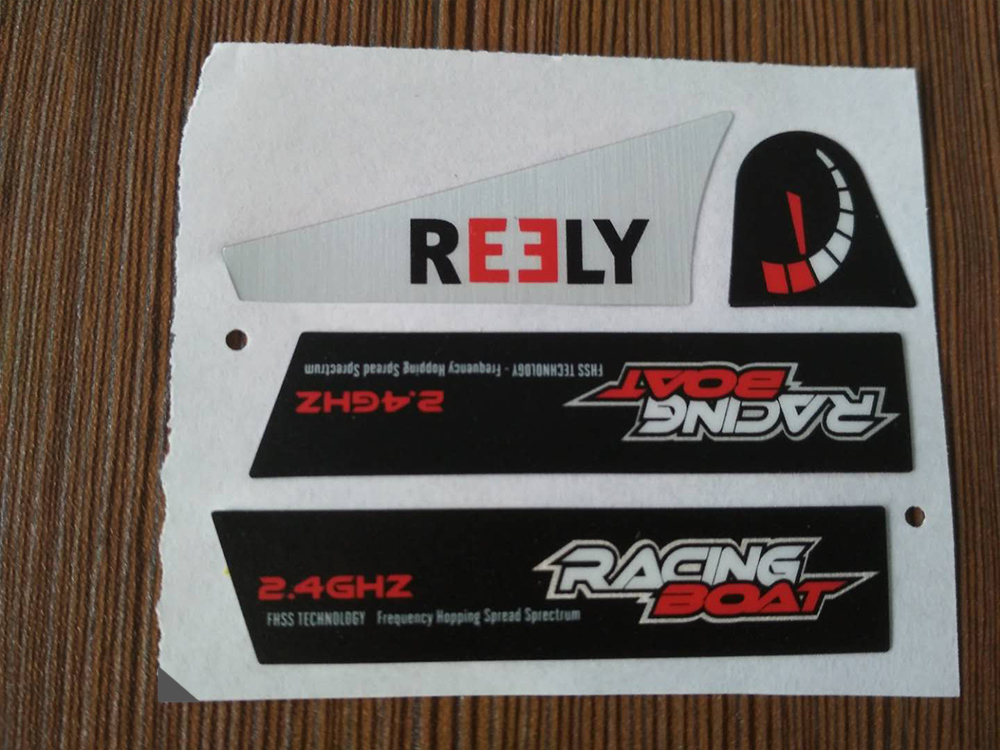 REELY
FHSS TECHNOLOGY - Frequency Hopping Spread Sprectrum
2.4GHZ
RACING
BOAT
RACING
BOAT
2.4GHZ
FHSS TECHNOLOGY Frequency Hopping Spread Sprectrum